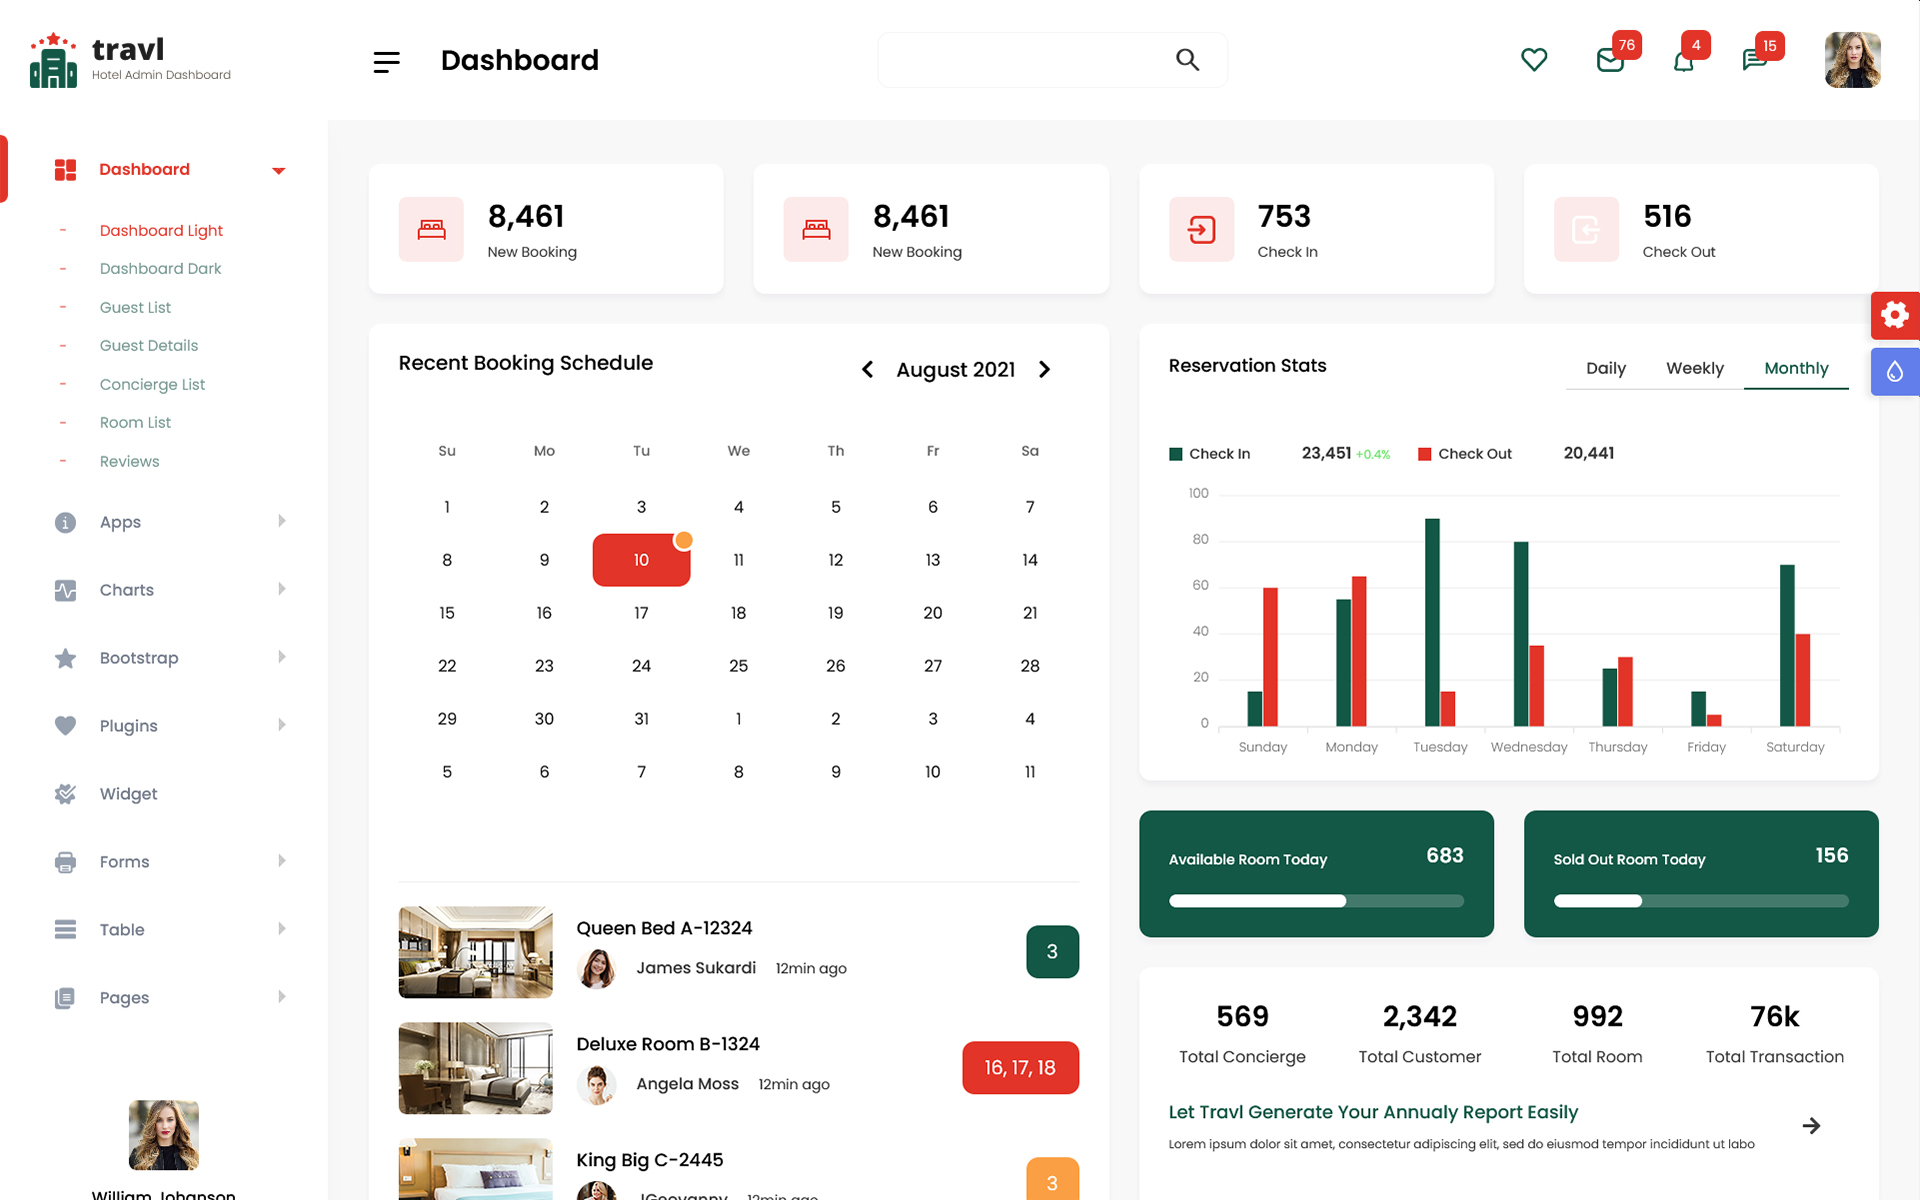 travl
Hotel Admin Dashboard
Dashboard
76
4
15
Dashboard
Dashboard Light
Dashboard Dark
Guest List
Guest Details
Concierge List
Room List
Reviews
Apps
Charts
Bootstrap
Plugins
Widget
Forms
Table
Pages
William Johanson
8,461
New Booking
8,461
New Booking
753
Check In
516
Check Out
Recent Booking Schedule
August 2021
Su Mo Tu We Th Fr Sa
1 2 3 4 5 6 7
8 9 10 11 12 13 14
15 16 17 18 19 20 21
22 23 24 25 26 27 28
29 30 31 1 2 3 4
5 6 7 8 9 10 11
Queen Bed A-12324
James Sukardi 12min ago
3
Deluxe Room B-1324
Angela Moss 12min ago
16, 17, 18
King Big C-2445
JGeovanny 12min ago
3
Reservation Stats
Daily Weekly Monthly
Check In 23,451 +0,4% Check Out 20,441
100
80
60
40
20
0
Sunday Monday Tuesday Wednesday Thursday Friday Saturday
Available Room Today 683
Sold Out Room Today 156
569
Total Concierge
2,342
Total Customer
992
Total Room
76k
Total Transaction
Let Travl Generate Your Annualy Report Easily
Lorem ipsum dolor sit amet, consectetur adipiscing elit, sed do eiusmod tempor incididunt ut labo